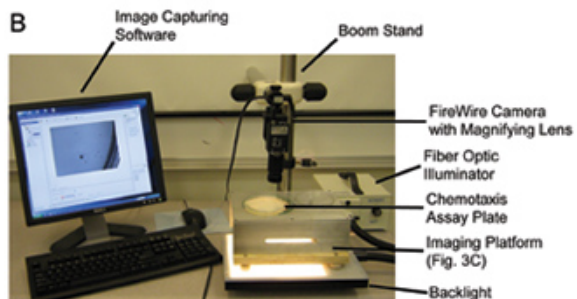 B
Image Capturing
Software
Boom Stand
FireWire Camera
with Magnifying Lens
Fiber Optic
Illuminator
Chemotaxis
Assay Plate
Imaging Platform
(Fig. 3C)
Backlight